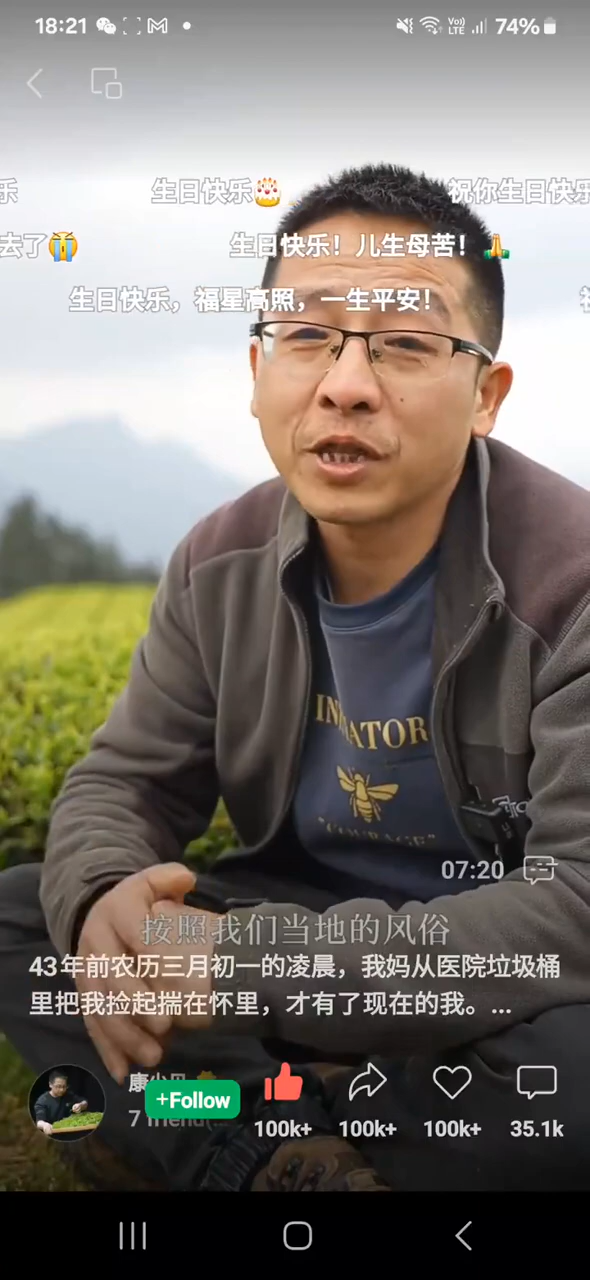 18:21
Vo))
LTE
74%
乐
生日快乐🎂
祝你生日快乐
去了😭
生日快乐！儿生母苦！🙏
生日快乐，福星高照，一生平安！
"COURAGE"
07:20
按照我们当地的风俗
43年前农历三月初一的凌晨，我妈从医院垃圾桶
里把我捡起揣在怀里，才有了现在的我。...
+Follow
100k+
100k+
100k+
35.1k